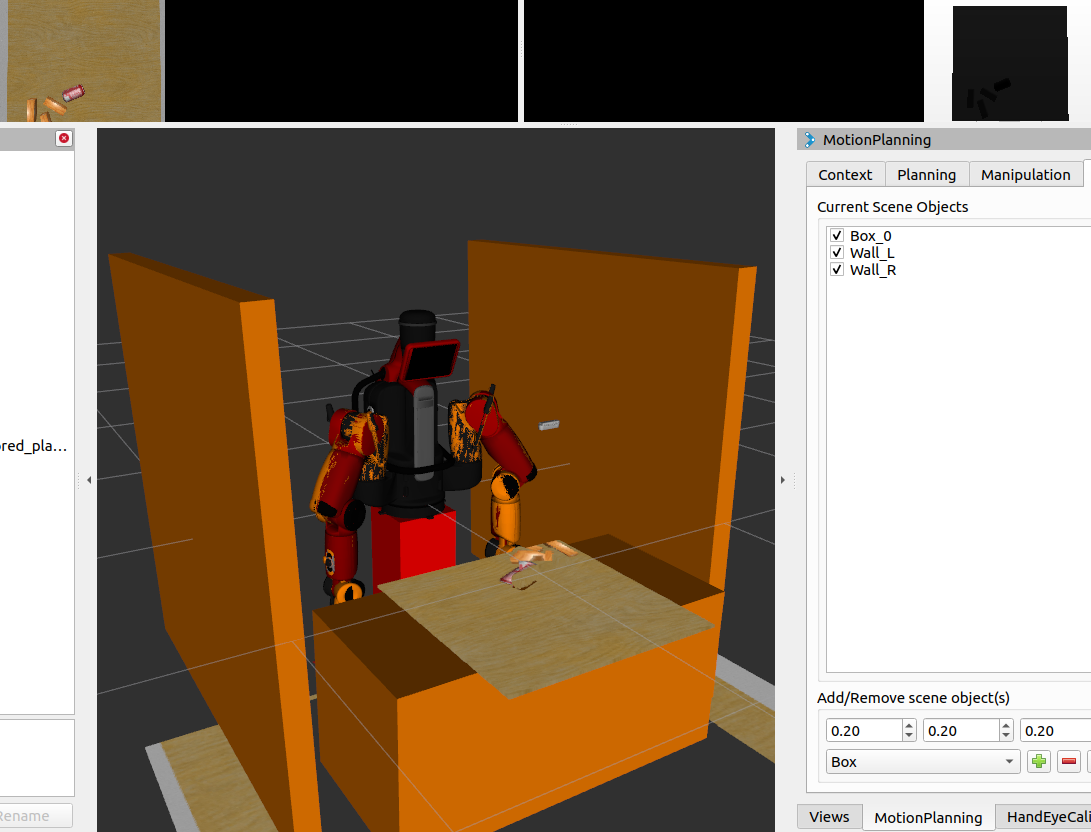 MotionPlanning
Context
Planning
Manipulation
Current Scene Objects
Box_0
Wall_L
Wall_R
ored_pla...
Add/Remove scene object(s)
0.20
0.20
0.20
Box
Rename
Views
MotionPlanning
HandEyeCali